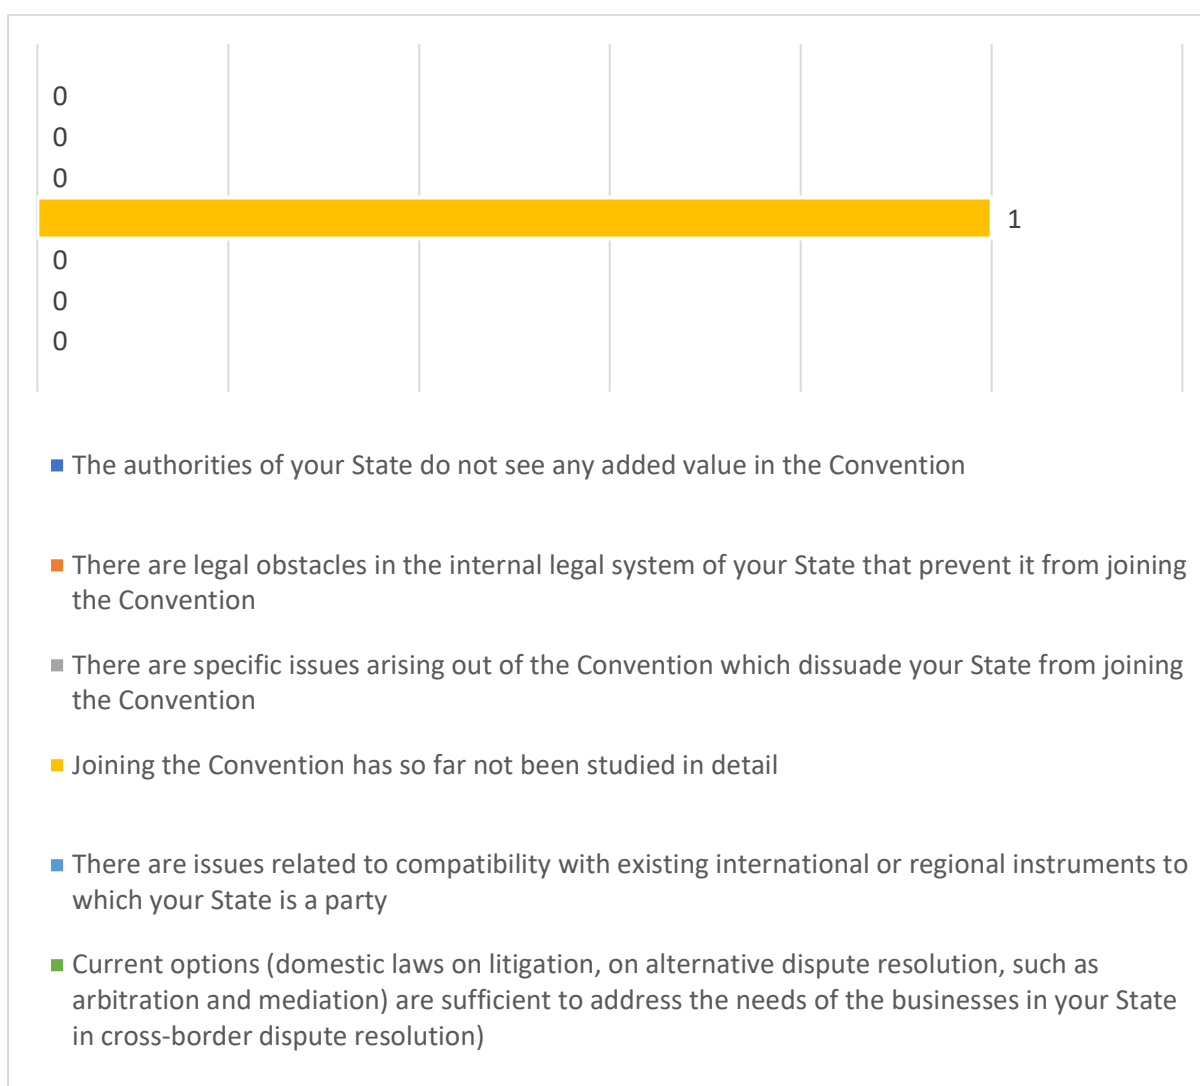 0
0
0
1
0
0
0
The authorities of your State do not see any added value in the Convention
There are legal obstacles in the internal legal system of your State that prevent it from joining
the Convention
There are specific issues arising out of the Convention which dissuade your State from joining
the Convention
Joining the Convention has so far not been studied in detail
There are issues related to compatibility with existing international or regional instruments to
which your State is a party
Current options (domestic laws on litigation, on alternative dispute resolution, such as
arbitration and mediation) are sufficient to address the needs of the businesses in your State
in cross-border dispute resolution)